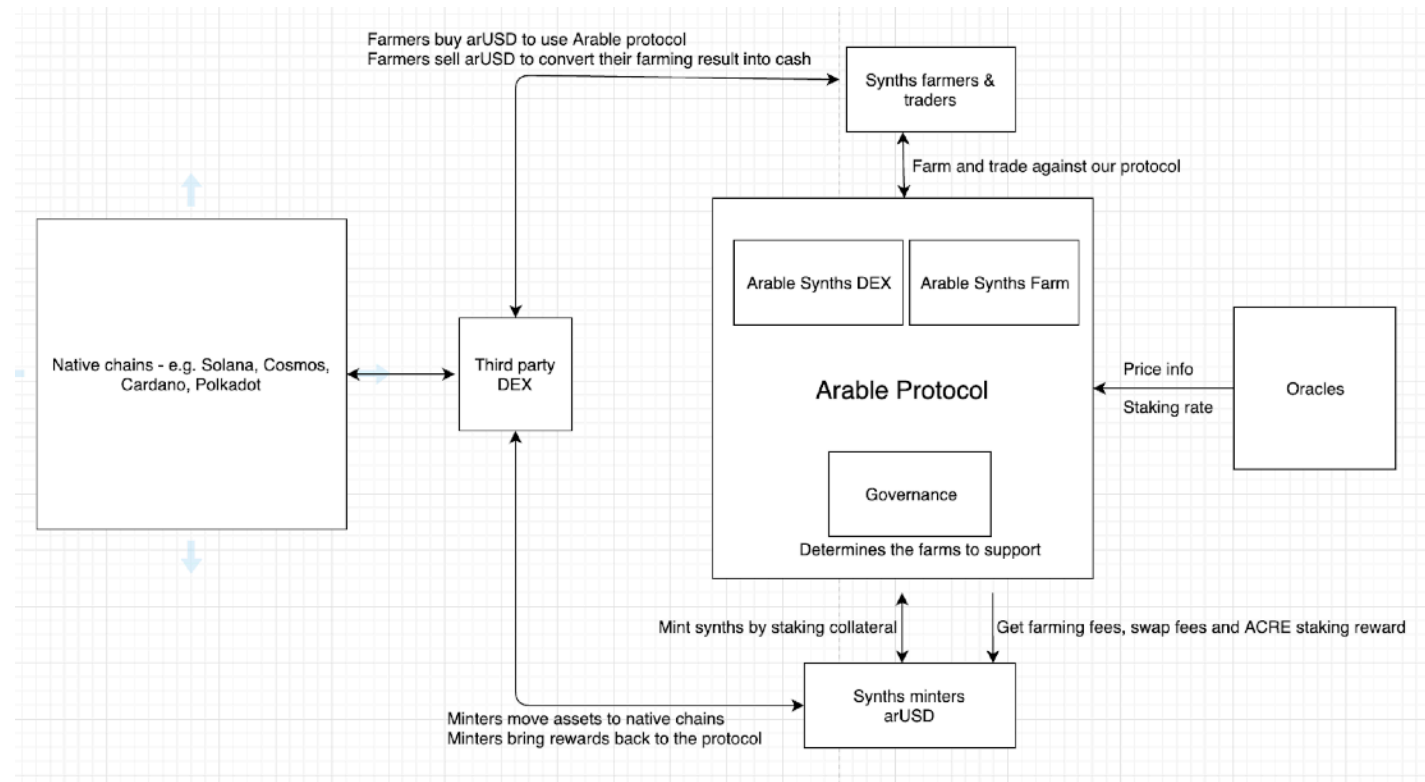 Farmers buy arUSD to use Arable protocol
Farmers sell arUSD to convert their farming result into cash
Synths farmers &
traders
Farm and trade against our protocol
Arable Synths DEX
Arable Synths Farm
Native chains - e.g. Solana, Cosmos,
Cardano, Polkadot
Third party
DEX
Arable Protocol
Price info
Staking rate
Oracles
Governance
Determines the farms to support
Mint synths by staking collateral
Get farming fees, swap fees and ACRE staking reward
Synths minters
arUSD
Minters move assets to native chains
Minters bring rewards back to the protocol